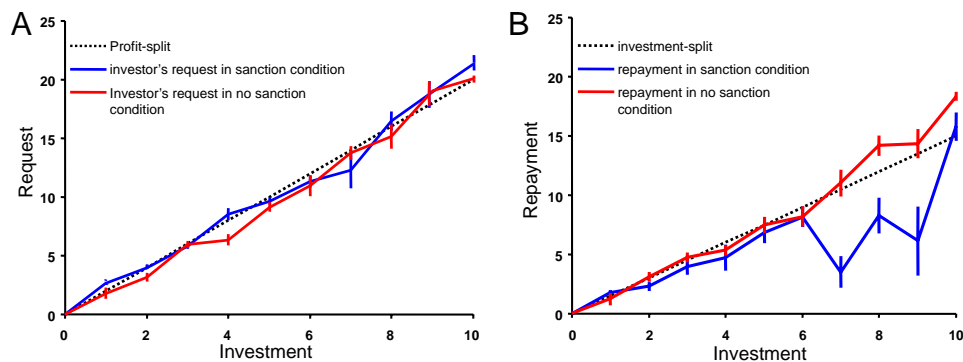 A
25
20
15
10
5
0
Request
Profit-split
investor's request in sanction condition
Investor's request in no sanction
condition
0
2
4
6
8
10
Investment
B
25
20
15
10
5
0
Repayment
investment-split
repayment in sanction condition
repayment in no sanction
condition
0
2
4
6
8
10
Investment